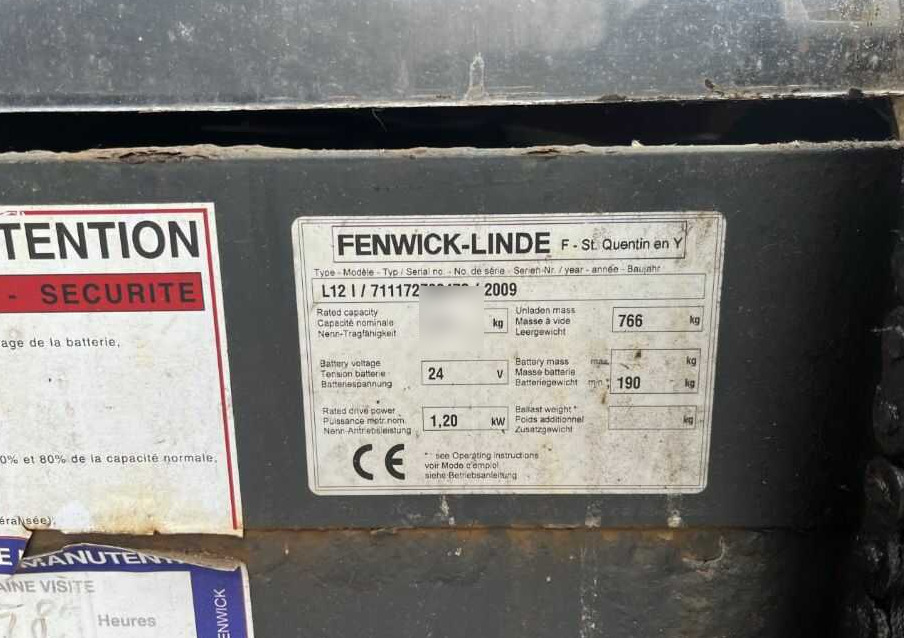 TENTION
- SECURITE
age de la batterie,
0% et 80% de la capacité normale,
E MANUTENT
AINE VISITE
Heures
ENWICK
FENWICK-LINDE F - St. Quentin en Y
Type - Modèle - Typ / Serial no. - No. de série - Serien-Nr. / year - année - Baujahr
L12 I / 711172 / 2009
Rated capacity
Capacité nominale
Nenn-Tragfähigkeit
kg
Unladen mass
Masse à vide
Leergewicht
766 kg
Battery voltage
Tension batterie
Batteriespannung
24 V
Battery mass
Masse batterie
Batteriegewicht
max. kg
min : 190 kg
Rated drive power
Puissance motr.nom.
Nenn-Antriebsleistung
1,20 kW
Ballast weight *
Poids additionnel
Zusatzgewicht
kg
CE
* : see Operating Instructions
voir Mode d'emploi
siehe Betriebsanleitung